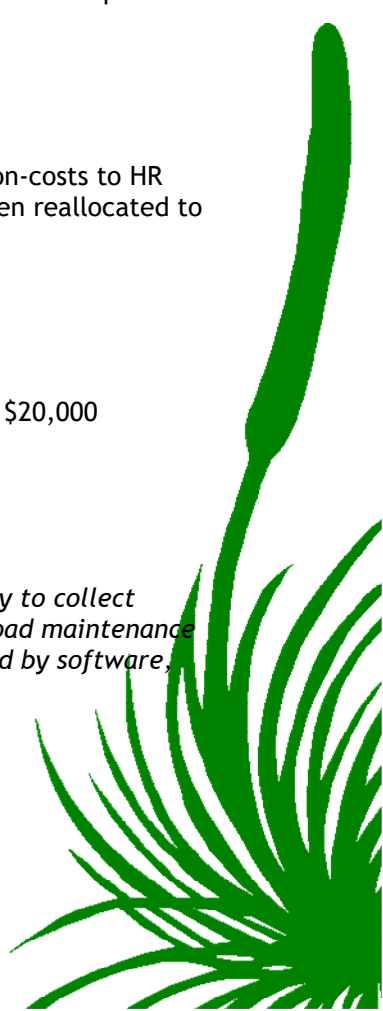 on-costs to HR
en reallocated to
$20,000
y to collect
oad maintenance
d by software,